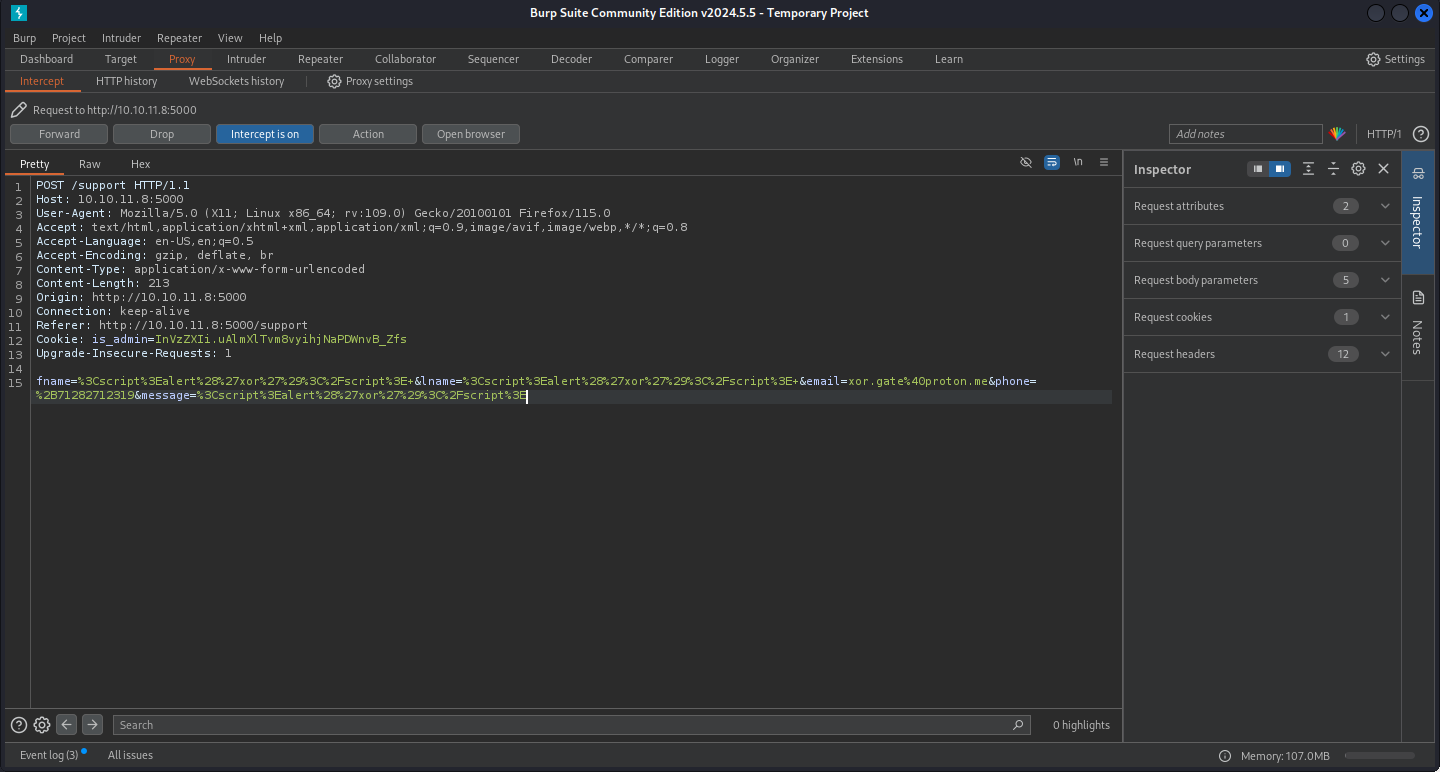 Burp Suite Community Edition v2024.5.5 - Temporary Project
Burp Project Intruder Repeater View Help
Dashboard Target Proxy Intruder Repeater Collaborator Sequencer Decoder Comparer Logger Organizer Extensions Learn Settings
Intercept HTTP history WebSockets history Proxy settings
Request to http://10.10.11.8:5000
Forward Drop Intercept is on Action Open browser Add notes HTTP/1
Pretty Raw Hex \n
Inspector
1 POST /support HTTP/1.1
2 Host: 10.10.11.8:5000
3 User-Agent: Mozilla/5.0 (X11; Linux x86_64; rv:109.0) Gecko/20100101 Firefox/115.0
4 Accept: text/html,application/xhtml+xml,application/xml;q=0.9,image/avif,image/webp,*/*;q=0.8
5 Accept-Language: en-US,en;q=0.5
6 Accept-Encoding: gzip, deflate, br
7 Content-Type: application/x-www-form-urlencoded
8 Content-Length: 213
9 Origin: http://10.10.11.8:5000
10 Connection: keep-alive
11 Referer: http://10.10.11.8:5000/support
12 Cookie: is_admin=InVzZXIi.uAlmXlTvm8vyihjNaPDWnvB_Zfs
13 Upgrade-Insecure-Requests: 1
14
15 fname=%3Cscript%3Ealert%28%27xor%27%29%3C%2Fscript%3E+&lname=%3Cscript%3Ealert%28%27xor%27%29%3C%2Fscript%3E+&email=xor.gate%40proton.me&phone=
%2B71282712319&message=%3Cscript%3Ealert%28%27xor%27%29%3C%2Fscript%3E
Request attributes 2
Request query parameters 0
Request body parameters 5
Request cookies 1
Request headers 12
Inspector
Notes
Search 0 highlights
Event log (3) All issues Memory: 107.0MB